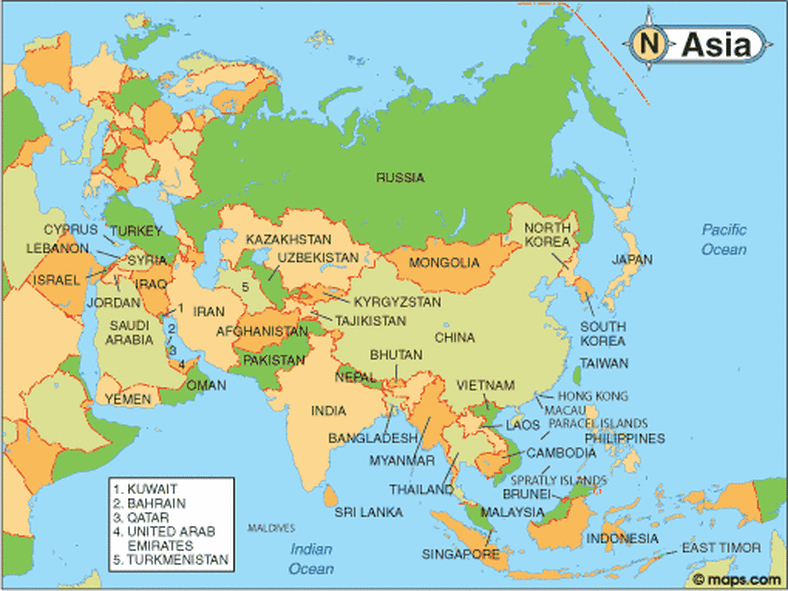 N Asia
RUSSIA
Pacific
Ocean
CYPRUS
TURKEY
LEBANON
SYRIA
ISRAEL
IRAQ
JORDAN
SAUDI
ARABIA
1
2
3
4
YEMEN
OMAN
IRAN
KAZAKHSTAN
UZBEKISTAN
5
MONGOLIA
NORTH
KOREA
JAPAN
KYRGYZSTAN
TAJIKISTAN
AFGHANISTAN
PAKISTAN
CHINA
SOUTH
KOREA
TAIWAN
BHUTAN
NEPAL
INDIA
VIETNAM
HONG KONG
MACAU
PARACEL ISLANDS
LAOS
PHILIPPINES
BANGLADESH
MYANMAR
CAMBODIA
THAILAND
SPRATLY ISLANDS
BRUNEI
MALAYSIA
SRI LANKA
MALDIVES
SINGAPORE
INDONESIA
EAST TIMOR
Indian
Ocean
1. KUWAIT
2. BAHRAIN
3. QATAR
4. UNITED ARAB
EMIRATES
5. TURKMENISTAN
© maps.com